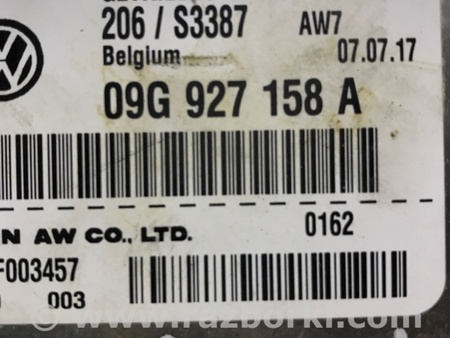 206 / S3387 AW7
Belgium 07.07.17
09G 927 158 A
N AW CO., LTD. 0162
F003457
003
© www.razborki.com